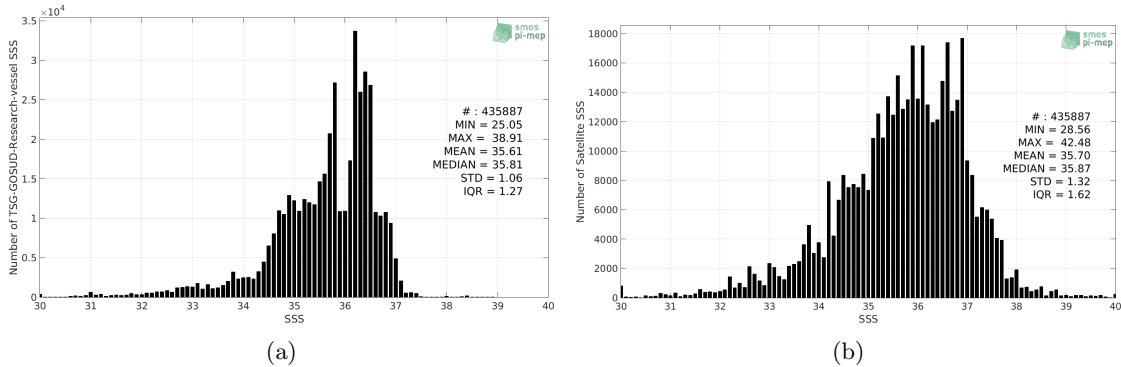 ×10^4
3.5
3
2.5
2
1.5
1
0.5
0
Number of TSG-GOSUD-Research-vessel SSS
smos
pi-mep
# : 435887
MIN = 25.05
MAX = 38.91
MEAN = 35.61
MEDIAN = 35.81
STD = 1.06
IQR = 1.27
30 31 32 33 34 35 36 37 38 39 40
SSS
(a)
18000
16000
14000
12000
10000
8000
6000
4000
2000
0
Number of Satellite SSS
smos
pi-mep
# : 435887
MIN = 28.56
MAX = 42.48
MEAN = 35.70
MEDIAN = 35.87
STD = 1.32
IQR = 1.62
30 31 32 33 34 35 36 37 38 39 40
SSS
(b)